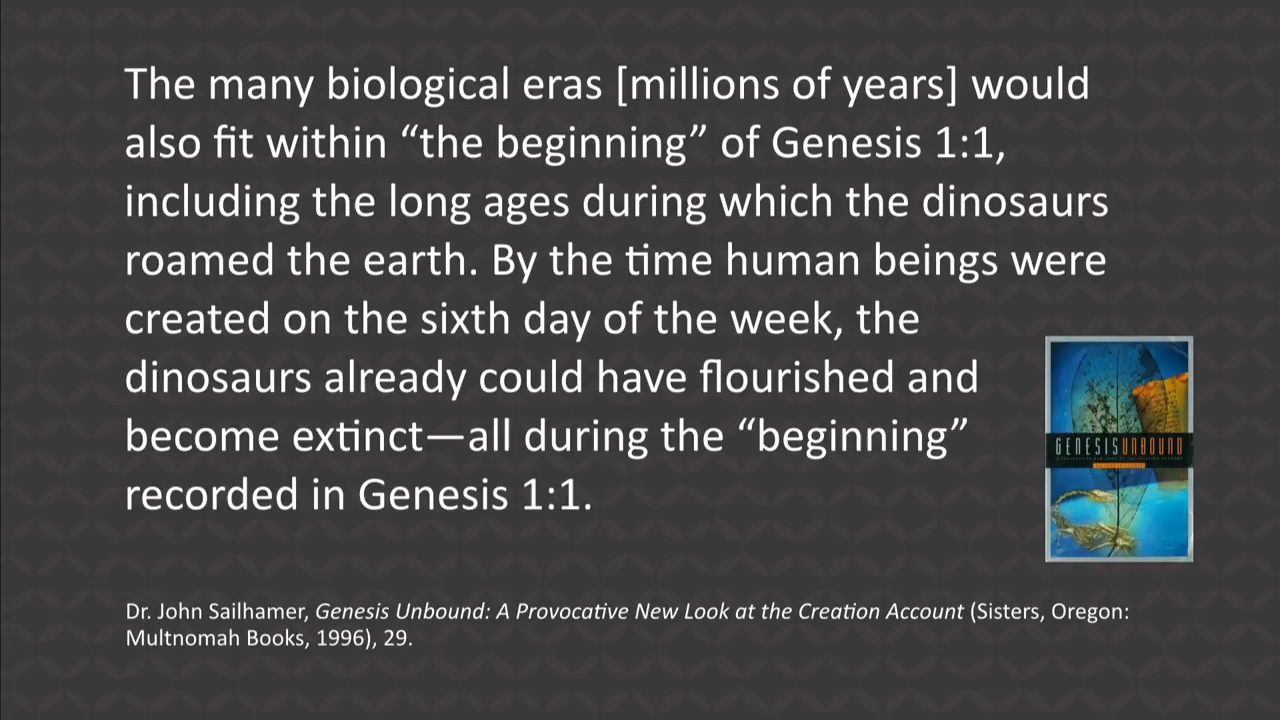 The many biological eras [millions of years] would
also fit within “the beginning” of Genesis 1:1,
including the long ages during which the dinosaurs
roamed the earth. By the time human beings were
created on the sixth day of the week, the
dinosaurs already could have flourished and
become extinct—all during the “beginning”
recorded in Genesis 1:1.
GENESISUNBOUND
Dr. John Sailhamer, Genesis Unbound: A Provocative New Look at the Creation Account (Sisters, Oregon:
Multnomah Books, 1996), 29.